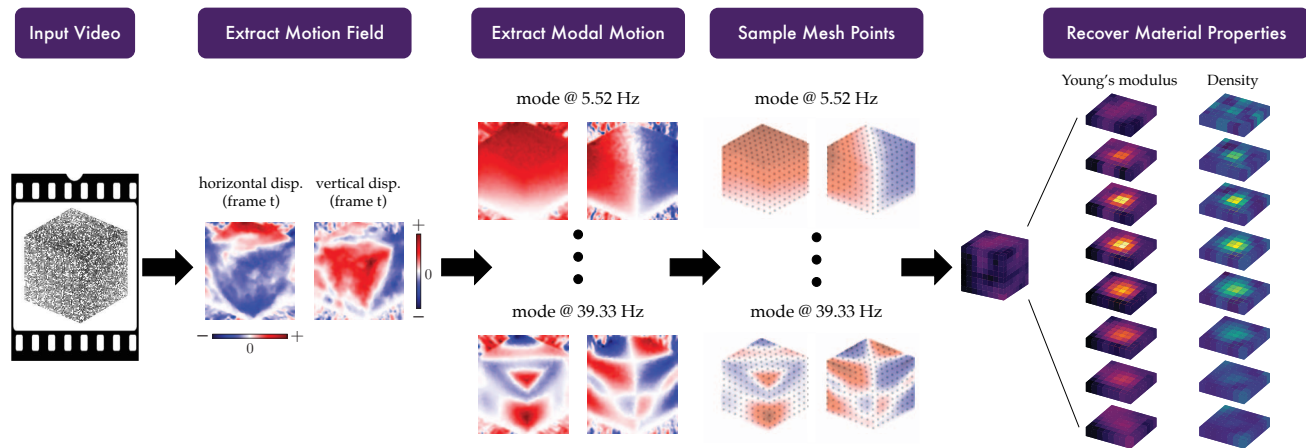 Input Video
Extract Motion Field
Extract Modal Motion
Sample Mesh Points
Recover Material Properties
Young's modulus
Density
mode @ 5.52 Hz
mode @ 5.52 Hz
horizontal disp.
(frame t)
vertical disp.
(frame t)
+
0
−
− +
0
mode @ 39.33 Hz
mode @ 39.33 Hz